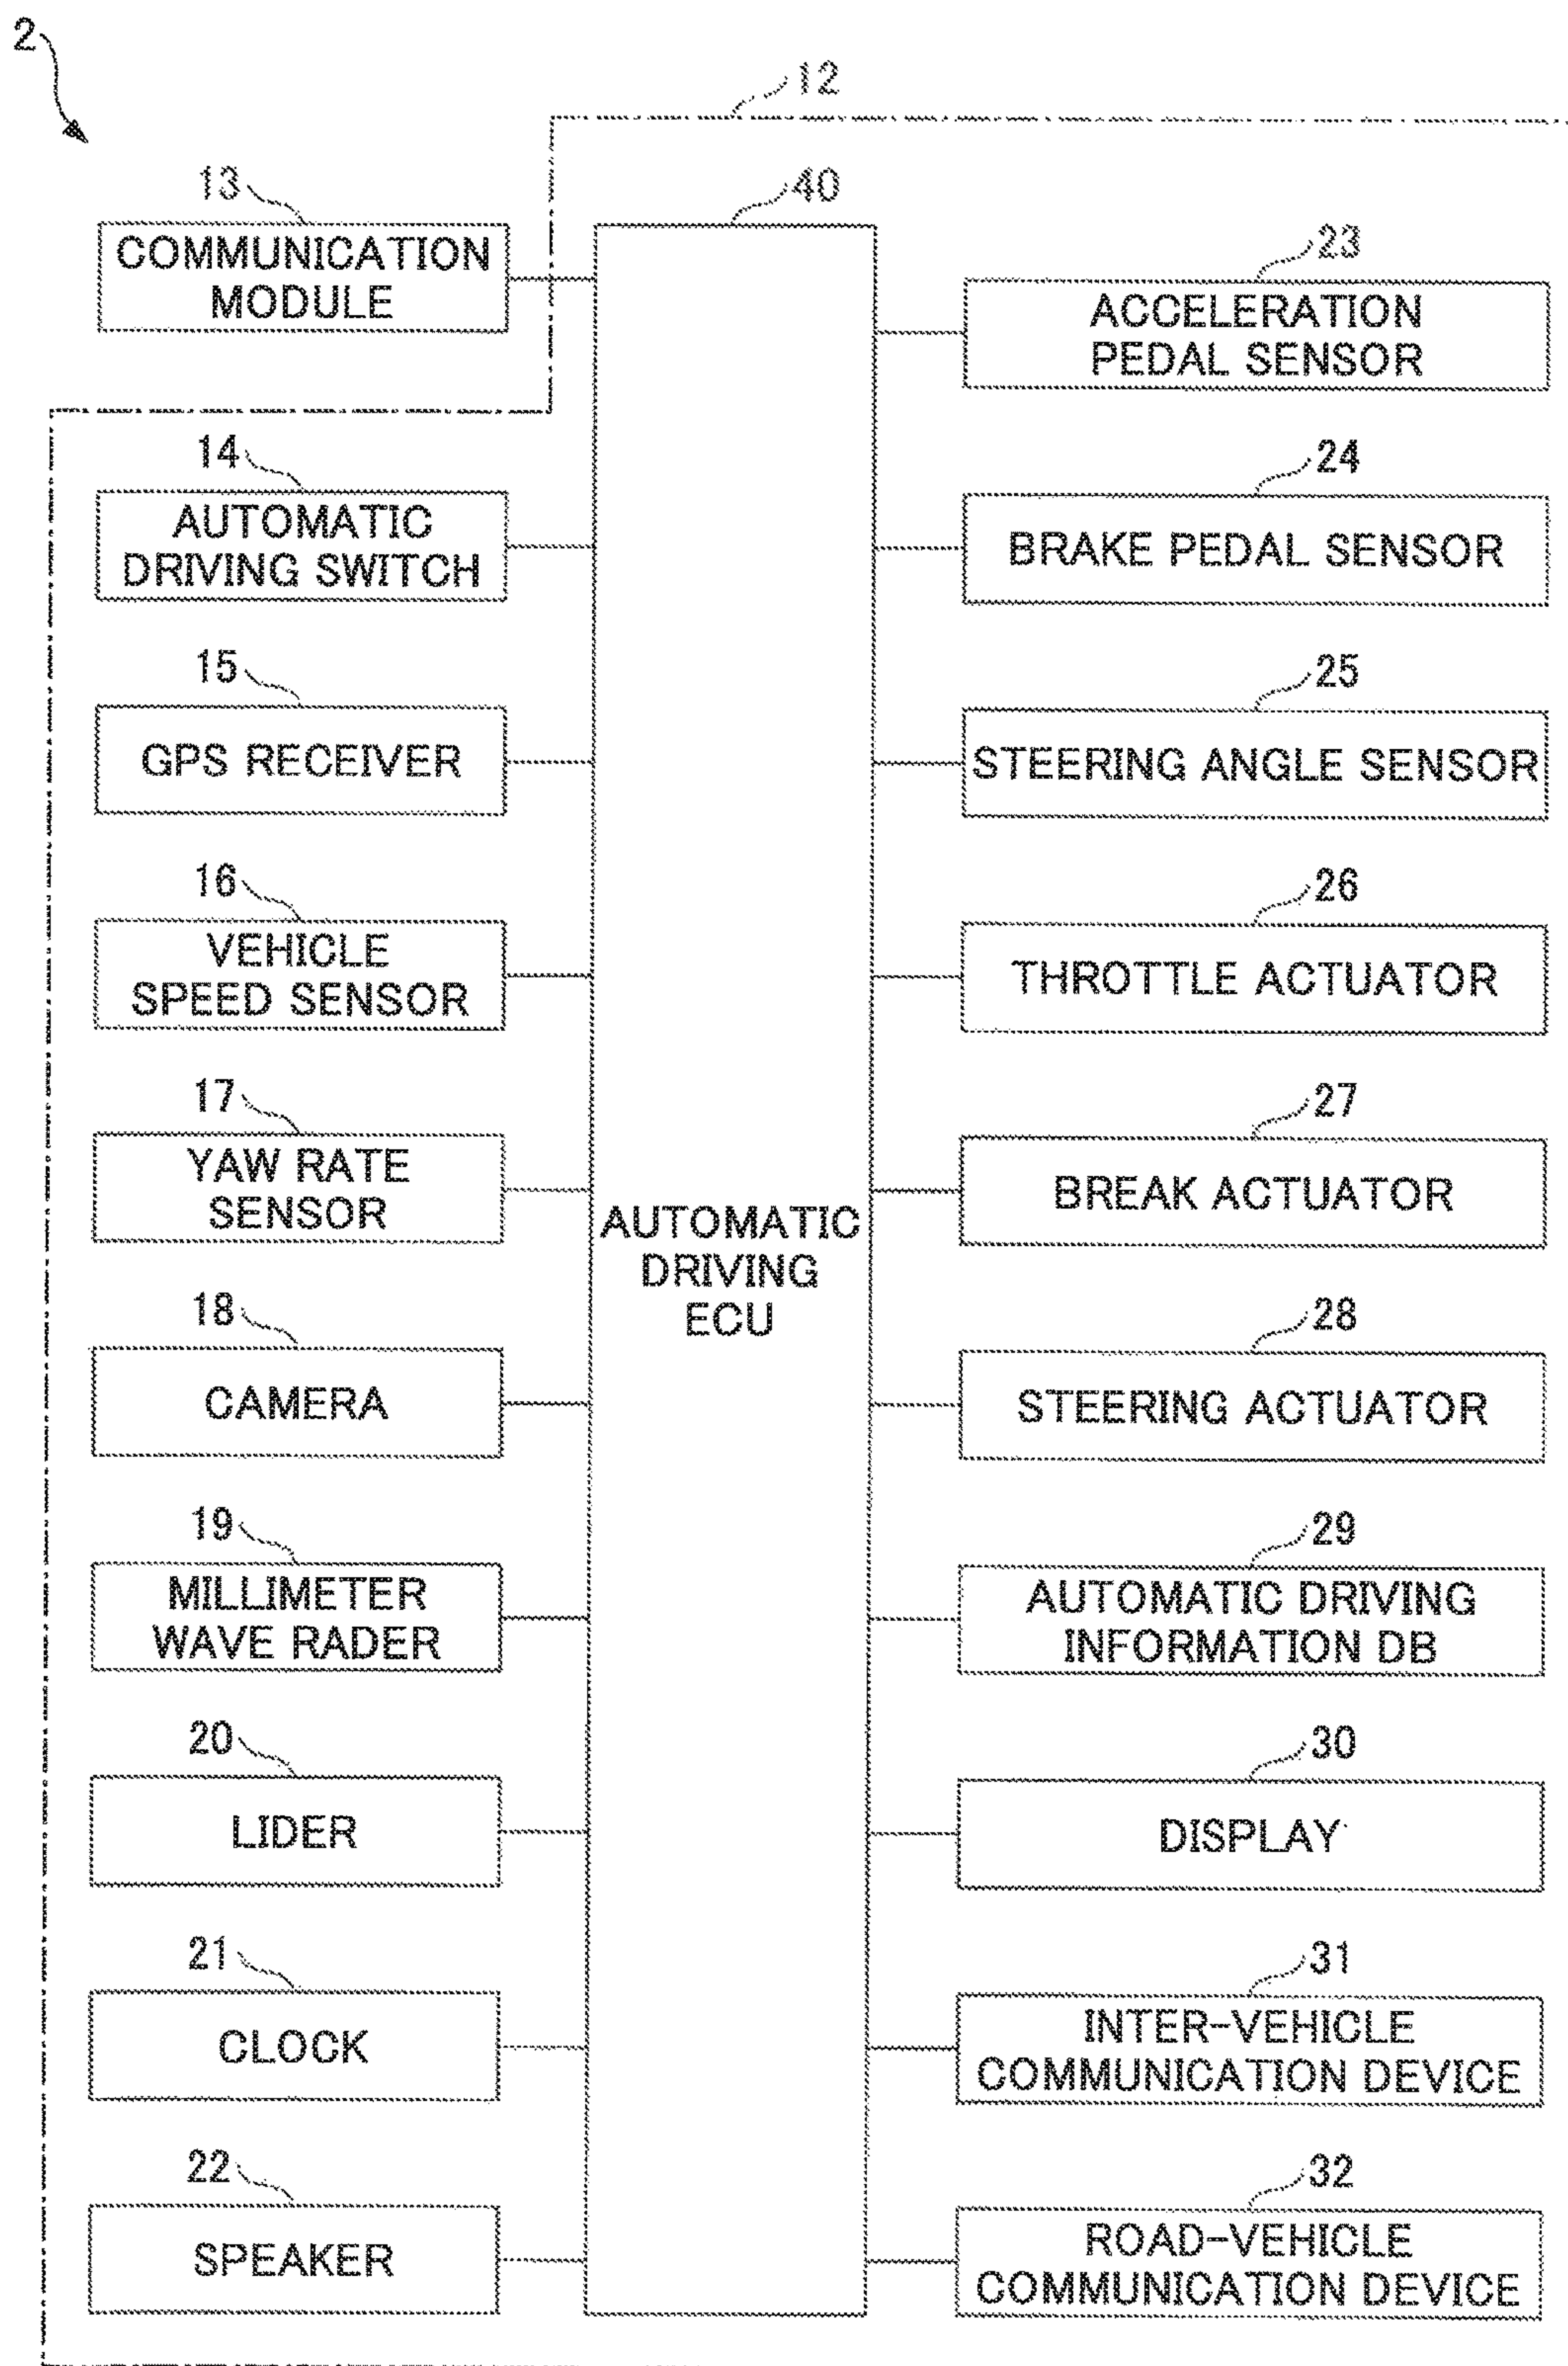 2
12
13
COMMUNICATION
MODULE
14
AUTOMATIC
DRIVING SWITCH
15
GPS RECEIVER
16
VEHICLE
SPEED SENSOR
17
YAW RATE
SENSOR
18
CAMERA
19
MILLIMETER
WAVE RADER
20
LIDER
21
CLOCK
22
SPEAKER
40
AUTOMATIC
DRIVING
ECU
23
ACCELERATION
PEDAL SENSOR
24
BRAKE PEDAL SENSOR
25
STEERING ANGLE SENSOR
26
THROTTLE ACTUATOR
27
BREAK ACTUATOR
28
STEERING ACTUATOR
29
AUTOMATIC DRIVING
INFORMATION DB
30
DISPLAY
31
INTER-VEHICLE
COMMUNICATION DEVICE
32
ROAD-VEHICLE
COMMUNICATION DEVICE